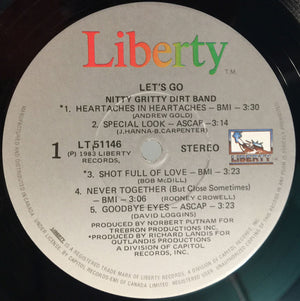 Liberty
T.M.
LET'S GO
NITTY GRITTY DIRT BAND
*1. HEARTACHES IN HEARTACHES – BMI – 3:30
(ANDREW GOLD)
2. SPECIAL LOOK – ASCAP – 3:14
(J.HANNA-B.CARPENTER)
1
LT 51146
STEREO
(P) 1983 LIBERTY
RECORDS,
LIBERTY
*3. SHOT FULL OF LOVE – BMI – 3:23
(BOB McDILL)
4. NEVER TOGETHER (But Close Sometimes)
– BMI – 3:06 (RODNEY CROWELL)
5. GOODBYE EYES – ASCAP – 3:23
(DAVID LOGGINS)
PRODUCED BY NORBERT PUTNAM FOR
TREBRON PRODUCTIONS INC.
*PRODUCED BY RICHARD LANDIS FOR
OUTLANDS PRODUCTIONS
A DIVISION OF CAPITOL
RECORDS, INC.